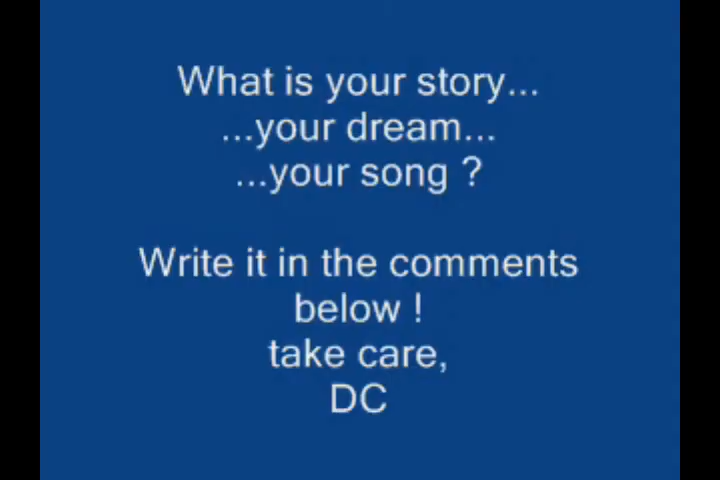 What is your story...
...your dream...
...your song ?
Write it in the comments
below !
take care,
DC